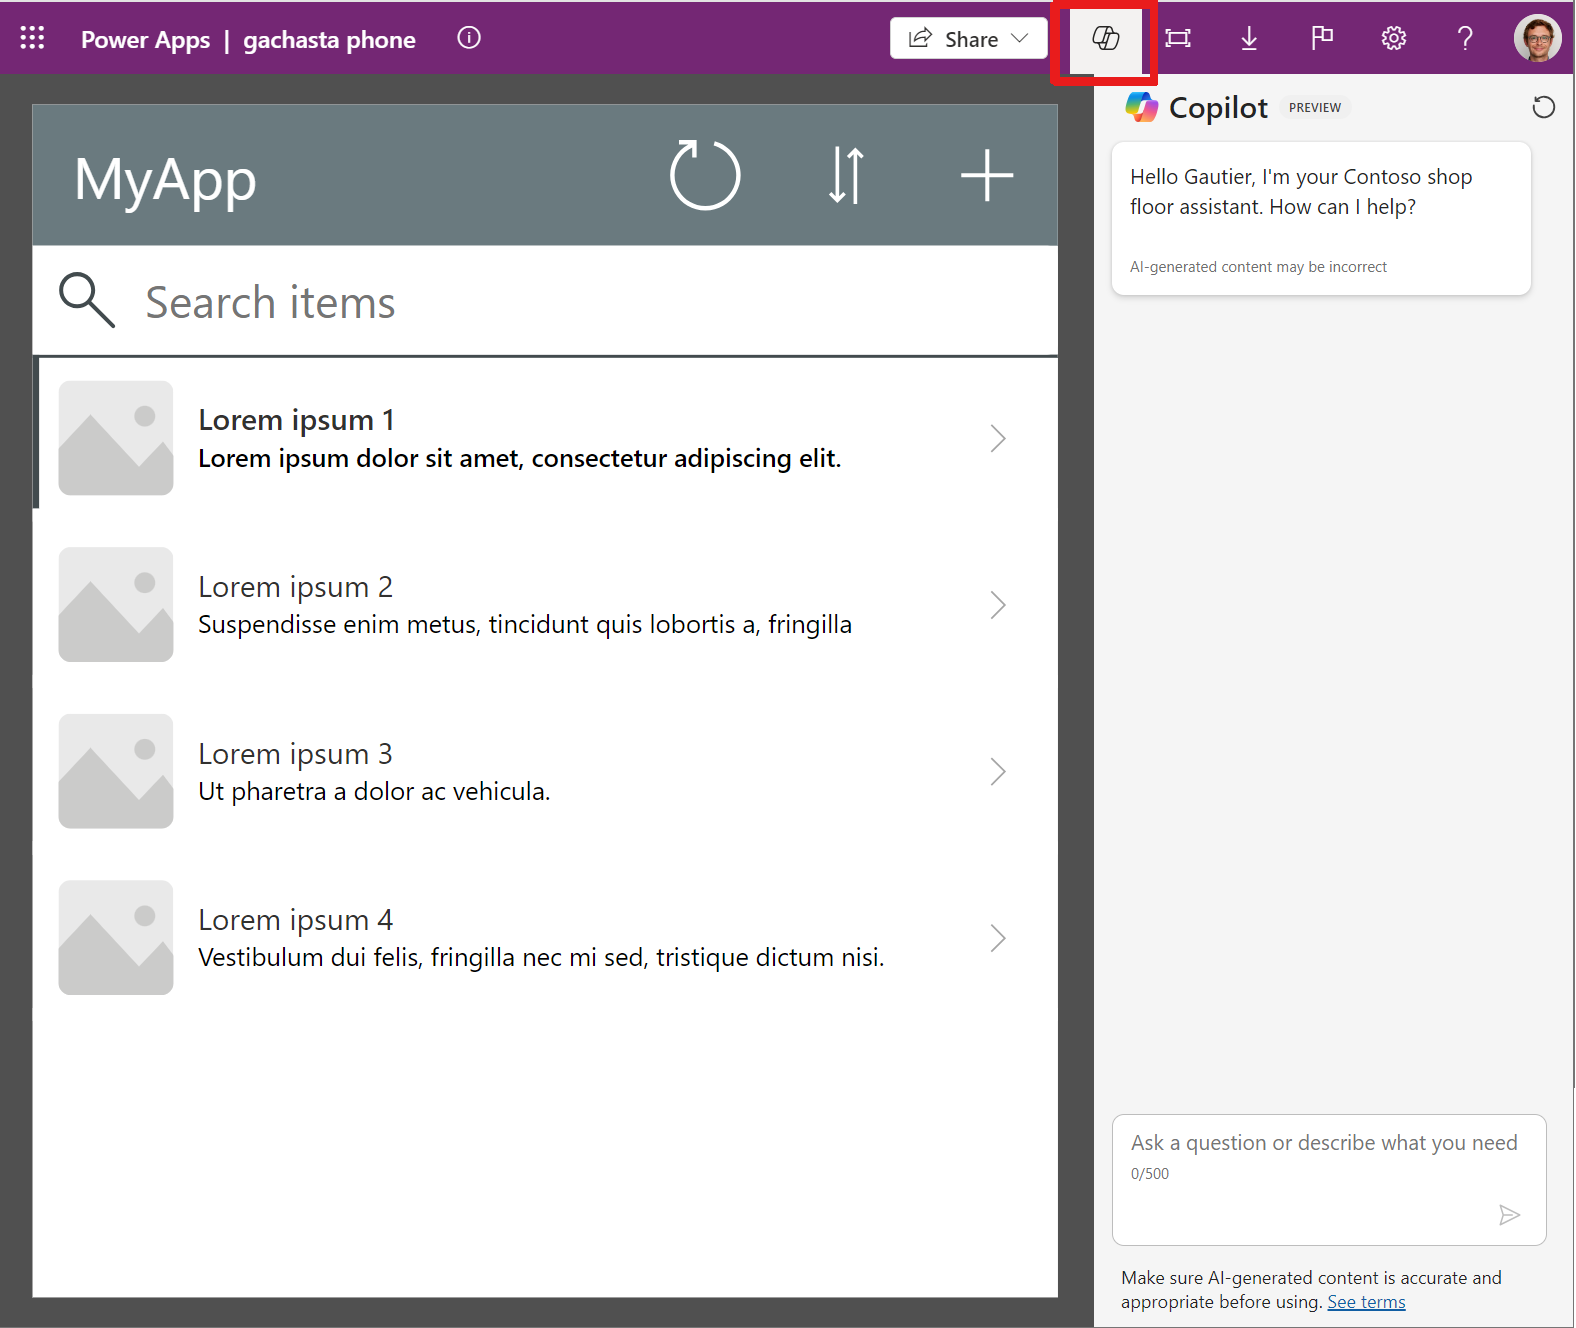 Power Apps | gachasta phone
Share
MyApp
Search items
Lorem ipsum 1
Lorem ipsum dolor sit amet, consectetur adipiscing elit.
Lorem ipsum 2
Suspendisse enim metus, tincidunt quis lobortis a, fringilla
Lorem ipsum 3
Ut pharetra a dolor ac vehicula.
Lorem ipsum 4
Vestibulum dui felis, fringilla nec mi sed, tristique dictum nisi.
Copilot PREVIEW
Hello Gautier, I'm your Contoso shop
floor assistant. How can I help?
AI-generated content may be incorrect
Ask a question or describe what you need
0/500
Make sure AI-generated content is accurate and
appropriate before using. See terms